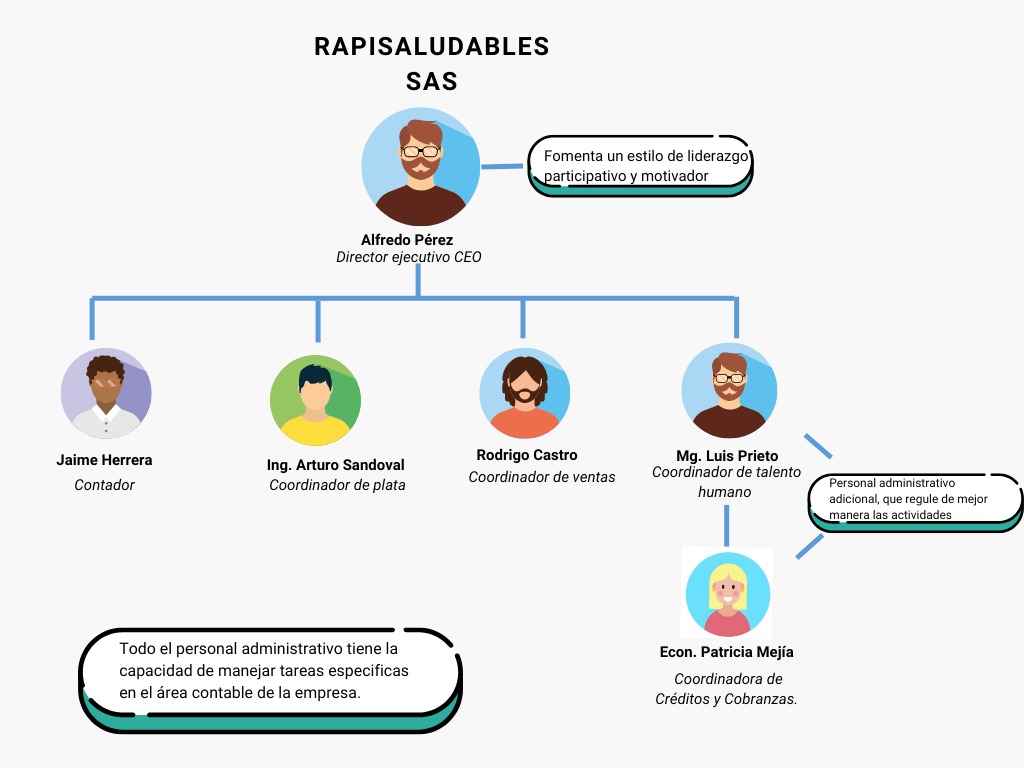 RAPISALUDABLES
SAS
Fomenta un estilo de liderazgo
participativo y motivador
Alfredo Pérez
Director ejecutivo CEO
Jaime Herrera
Contador
Ing. Arturo Sandoval
Coordinador de plata
Rodrigo Castro
Coordinador de ventas
Mg. Luis Prieto
Coordinador de talento
humano
Personal administrativo
adicional, que regule de mejor
manera las actividades
Econ. Patricia Mejía
Coordinadora de
Créditos y Cobranzas.
Todo el personal administrativo tiene la
capacidad de manejar tareas especificas
en el área contable de la empresa.